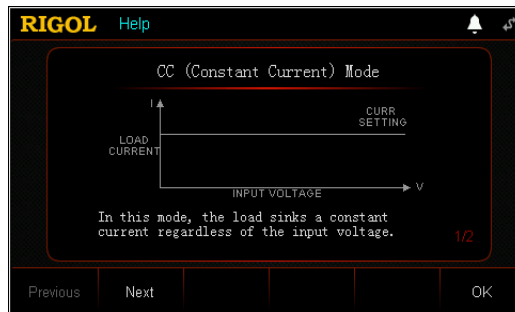 RIGOL Help
CC (Constant Current) Mode
I
CURR
SETTING
LOAD
CURRENT
INPUT VOLTAGE
V
In this mode, the load sinks a constant
current regardless of the input voltage.
1/2
Previous Next OK